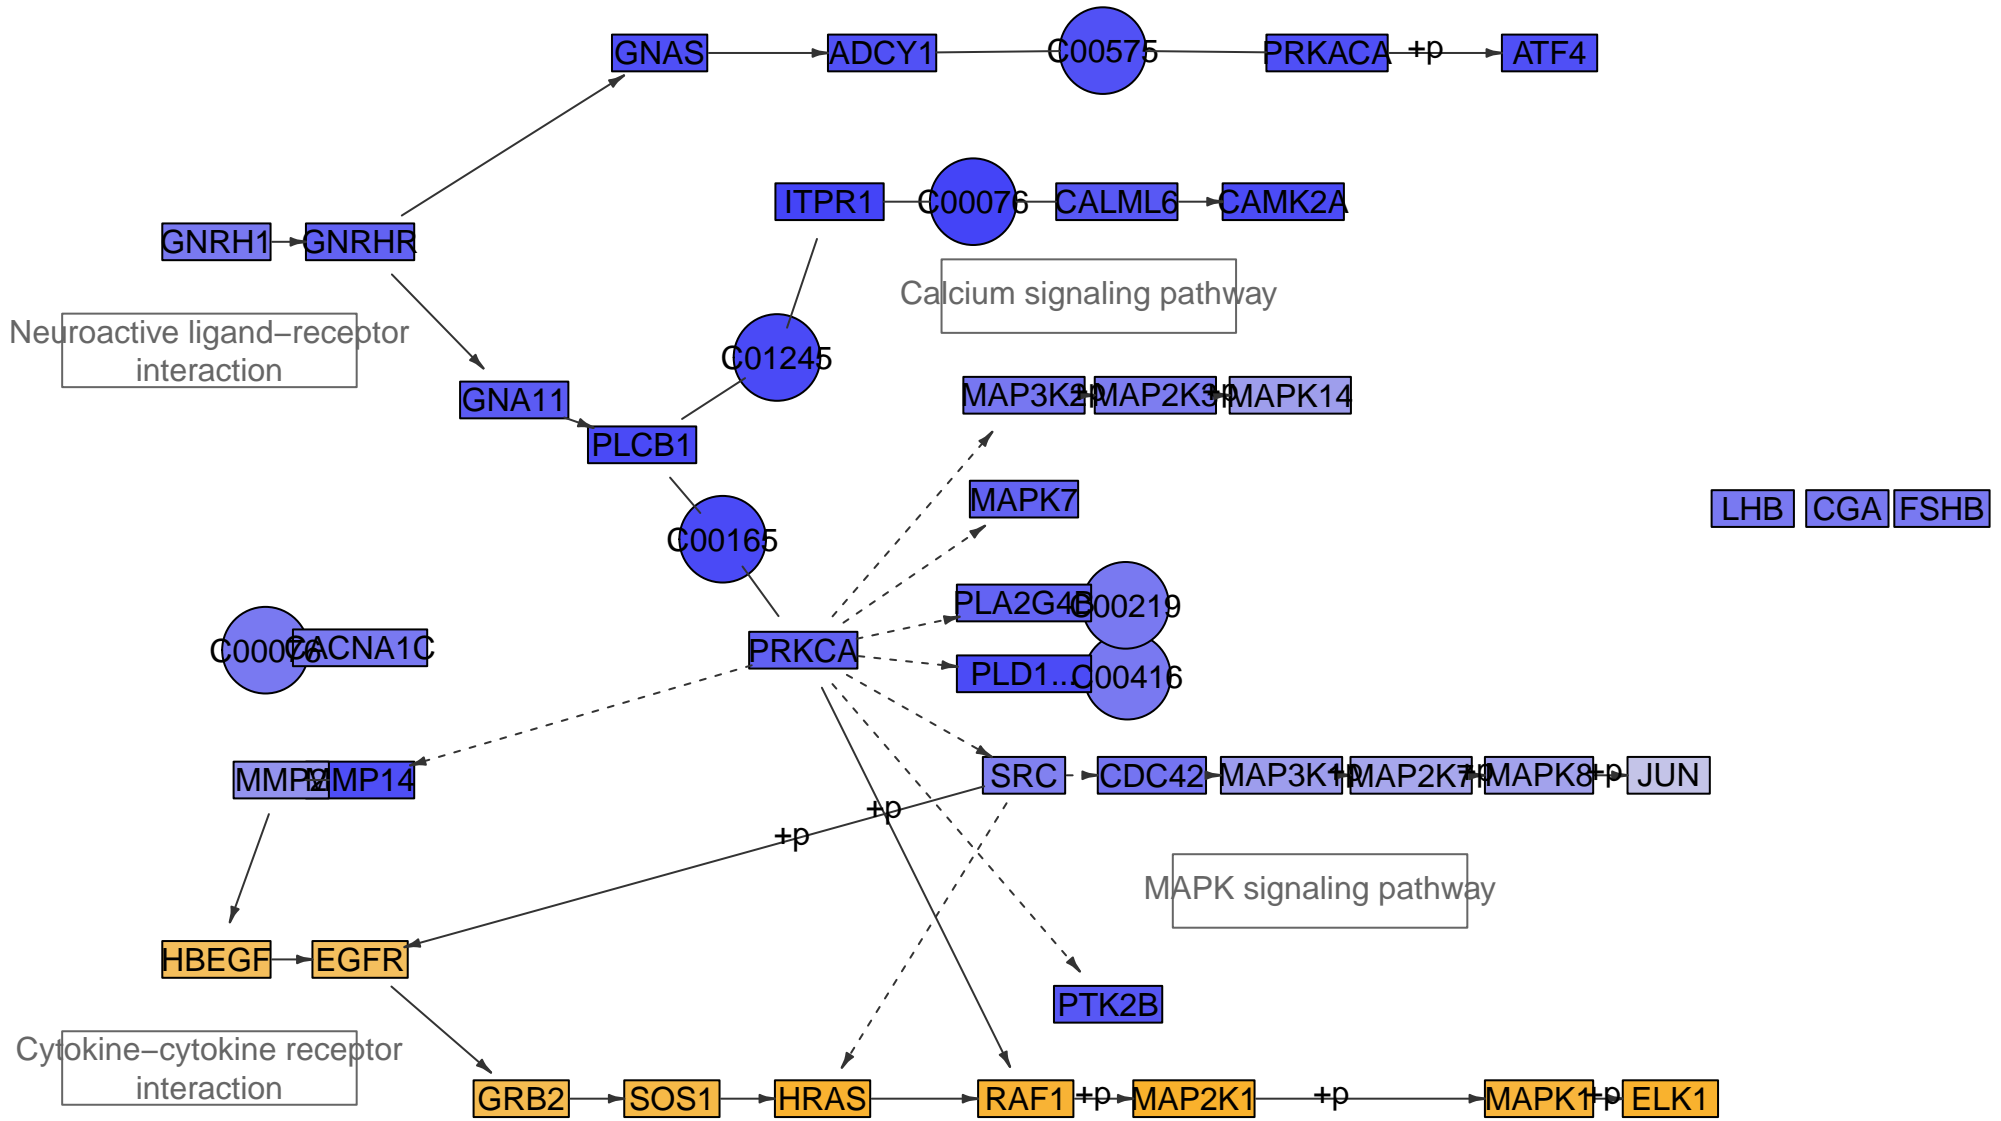 GNAS
ADCY1
C00575
PRKACA
+p
ATF4
ITPR1
C00076
CALML6
CAMK2A
GNRH1
GNRHR
Calcium signaling pathway
Neuroactive ligand−receptor
interaction
C01245
GNA11
MAP3K2
+p
MAP2K3
+p
MAPK14
PLCB1
MAPK7
LHB
CGA
FSHB
C00165
PLA2G4B
C00219
C00076
CACNA1C
PRKCA
PLD1...
C00416
MMP2
MMP14
SRC
CDC42
MAP3K1
+p
MAP2K7
+p
MAPK8
+p
JUN
+p
+p
MAPK signaling pathway
HBEGF
EGFR
PTK2B
Cytokine−cytokine receptor
interaction
GRB2
SOS1
HRAS
RAF1
+p
MAP2K1
+p
MAPK1
+p
ELK1